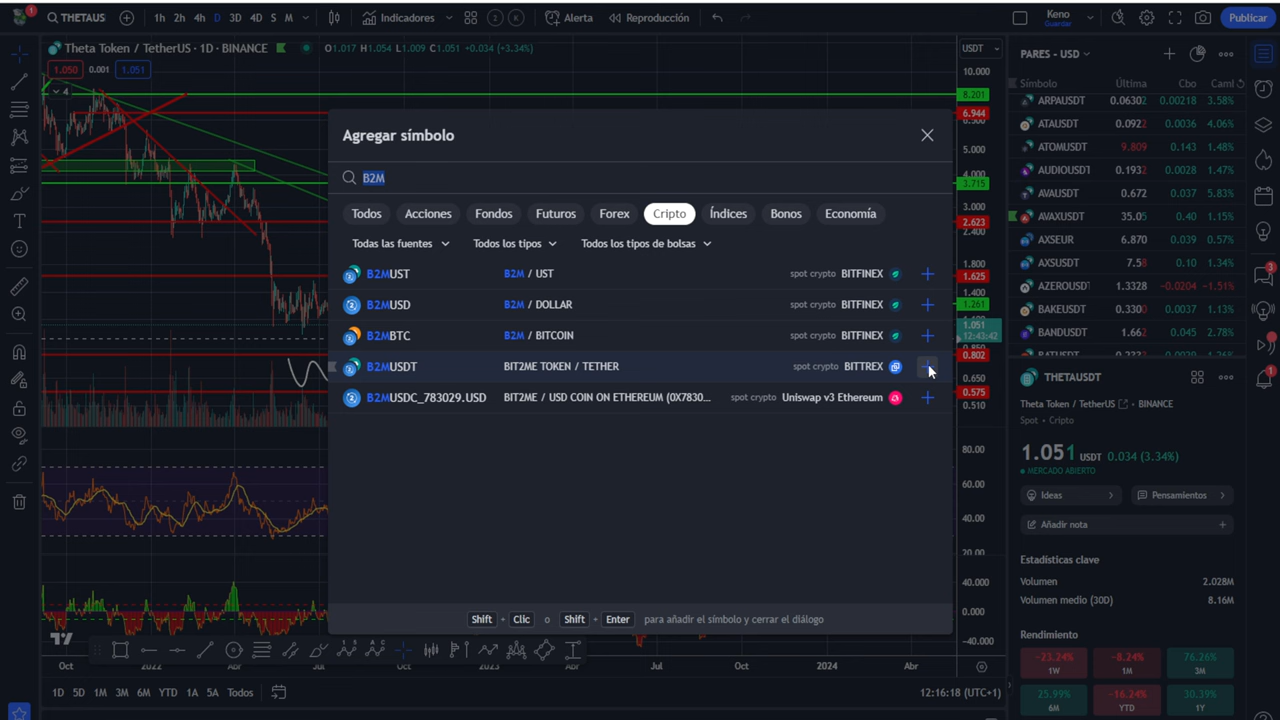 11
THETAUS
1h 2h 4h D 3D 4D S M
Indicadores
Z K
Alerta
Reproducción
Keno
Guardar
Publicar
Theta Token / TetherUS · 1D · BINANCE
O1.017 H1.054 L1.009 C1.051 +0.034 (+3.34%)
1.050 0.001 1.051
4
USDT
10.000
8.201
6.944
5.000
4.000
3.715
3.000
2.623
2.400
1.800
1.625
1.400
1.261
1.051
12:43:42
0.802
0.650
0.575
0.510
80.00
60.00
40.00
20.00
40.000
0.000
-40.000
Agregar símbolo
B2M
Todos Acciones Fondos Futuros Forex Cripto Índices Bonos Economía
Todas las fuentes Todos los tipos Todos los tipos de bolsas
B2MUST B2M / UST spot crypto BITFINEX
B2MUSD B2M / DOLLAR spot crypto BITFINEX
B2MBTC B2M / BITCOIN spot crypto BITFINEX
B2MUSDT BIT2ME TOKEN / TETHER spot crypto BITTREX
B2MUSDC_783029.USD BIT2ME / USD COIN ON ETHEREUM (0X7830... spot crypto Uniswap v3 Ethereum
Shift + Clic o Shift + Enter para añadir el símbolo y cerrar el diálogo
Oct 2022 Abr Jul Oct 2023 Abr Jul Oct 2024 Abr
1D 5D 1M 3M 6M YTD 1A 5A Todos
12:16:18 (UTC+1)
PARES - USD
Símbolo Última Cbo Caml
ARPAUSDT 0.06302 0.00218 3.58%
ATAUSDT 0.0922 0.0036 4.06%
ATOMUSDT 9.809 0.143 1.48%
AUDIOUSDT 0.1932 0.0028 1.47%
AVAUSDT 0.672 0.037 5.83%
AVAXUSDT 35.05 0.40 1.15%
AXSEUR 6.870 0.039 0.57%
AXSUSDT 7.58 0.10 1.34%
AZEROUSDT 1.3328 -0.0204 -1.51%
BAKEUSDT 0.3300 0.0037 1.13%
BANDUSDT 1.662 0.045 2.78%
THETAUSDT
Theta Token / TetherUS · BINANCE
Spot · Cripto
1.051 USDT 0.034 (3.34%)
MERCADO ABIERTO
Ideas Pensamientos
Añadir nota
Estadísticas clave
Volumen 2.028M
Volumen medio (30D) 8.16M
Rendimiento
-23.24% -8.24% 76.26%
1W 1M 3M
25.99% -16.24% 30.39%
6M YTD 1Y
3
1